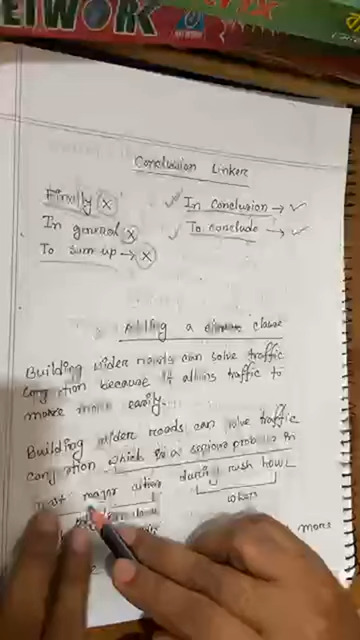 NETWORK
Conclusion Linkers
Finally (x) In Conclusion → ✓
In general (x) To conclude → ✓
To sum up → (x)
Adding a clause
Building wider roads can solve traffic
congestion because it allows traffic to
move more easily.
Building wider roads can solve traffic
congestion which is a serious problem in
most major cities during rush hour
where
more